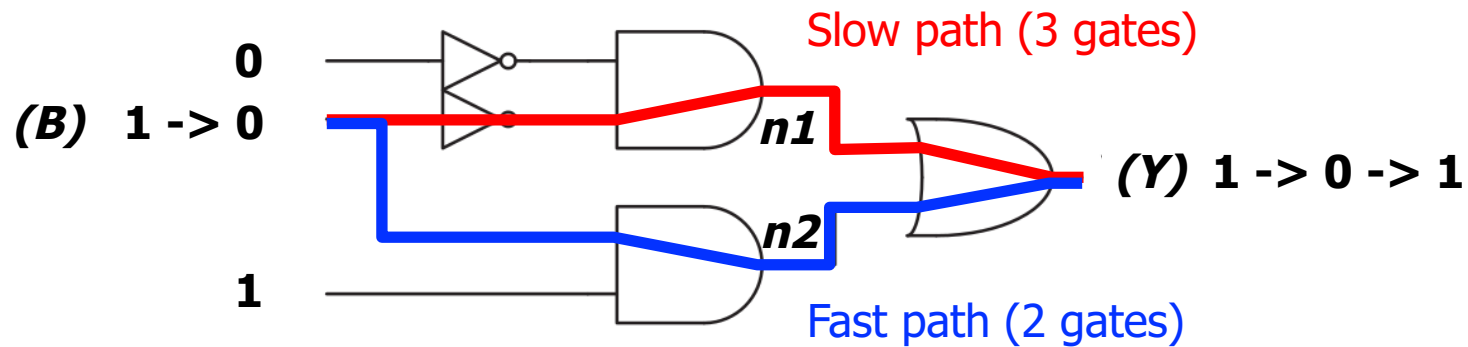 Slow path (3 gates)
0
(B) 1 -> 0
n1
(Y) 1 -> 0 -> 1
n2
1
Fast path (2 gates)